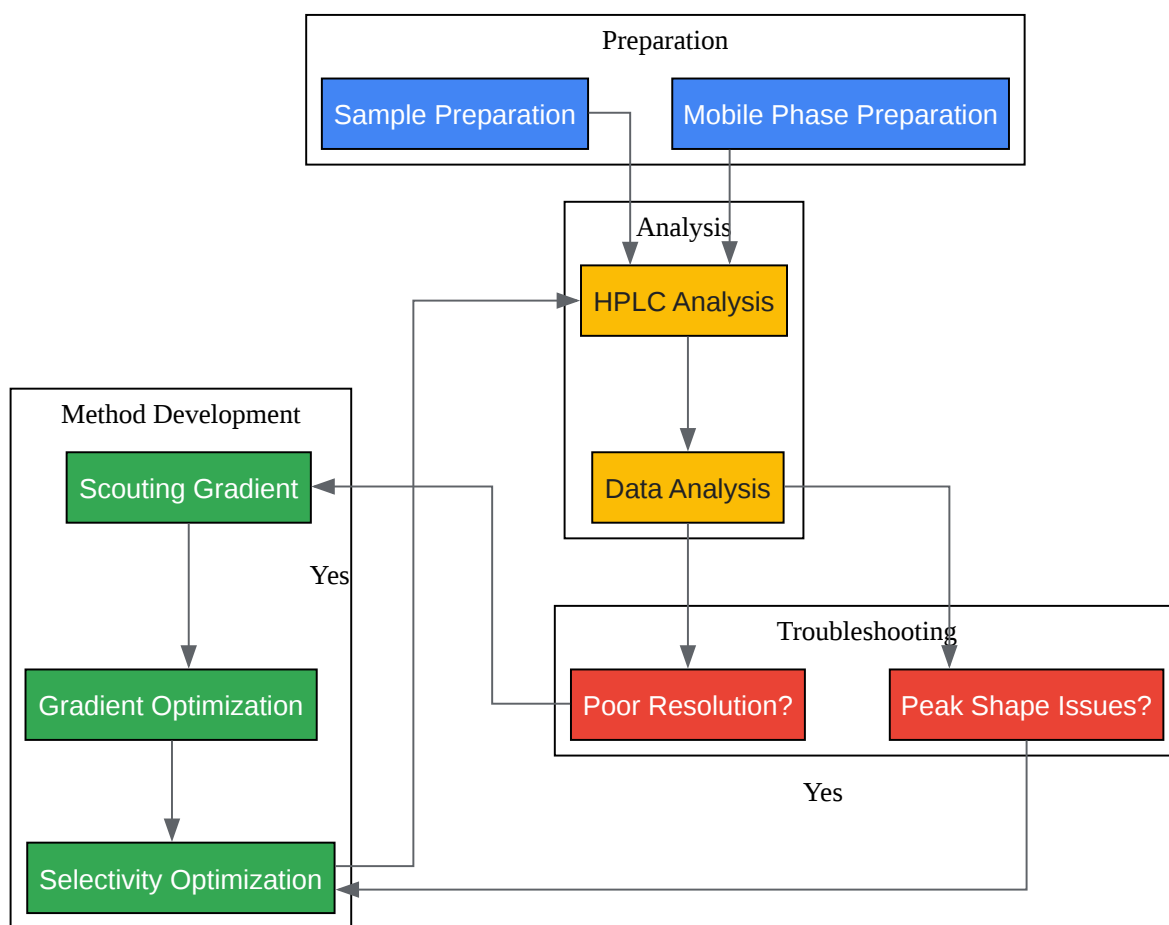 Preparation
Sample Preparation
Mobile Phase Preparation
Analysis
HPLC Analysis
Method Development
Scouting Gradient
Data Analysis
Yes
Troubleshooting
Gradient Optimization
Poor Resolution?
Peak Shape Issues?
Yes
Selectivity Optimization